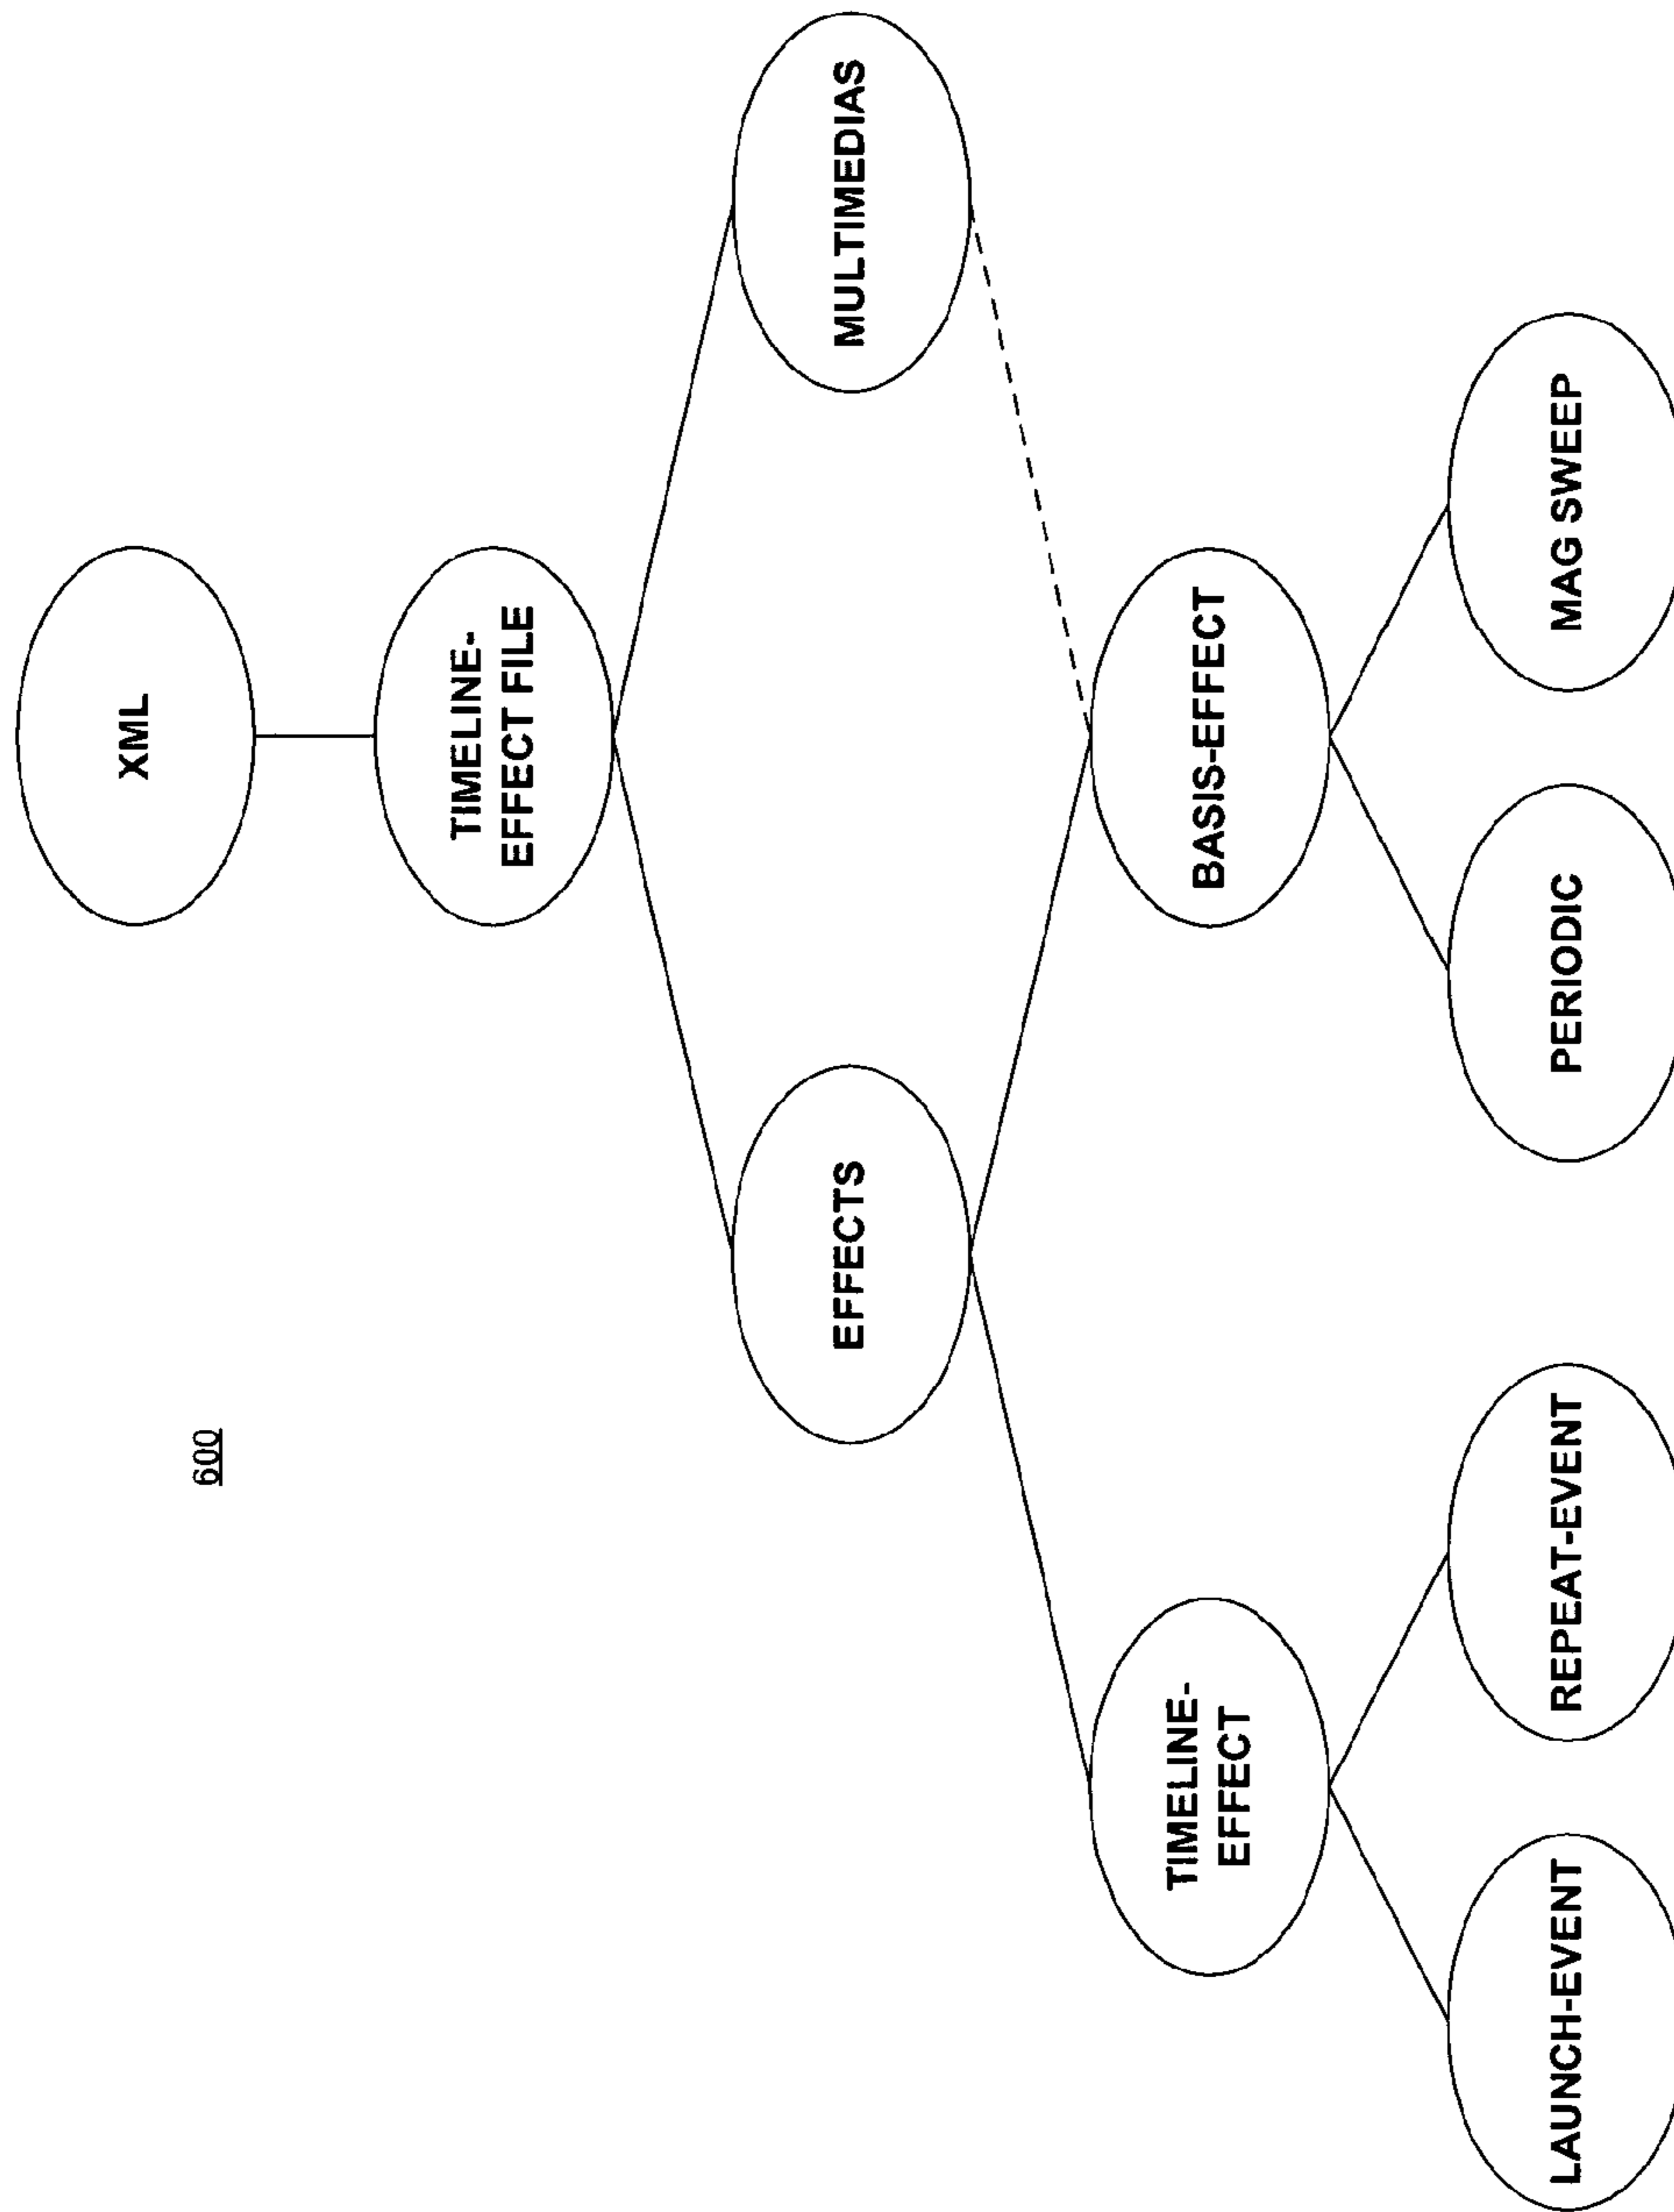 600
XML
TIMELINE-
EFFECT FILE
EFFECTS
MULTIMEDIAS
TIMELINE-
EFFECT
BASIS-EFFECT
LAUNCH-EVENT
REPEAT-EVENT
PERIODIC
MAG SWEEP